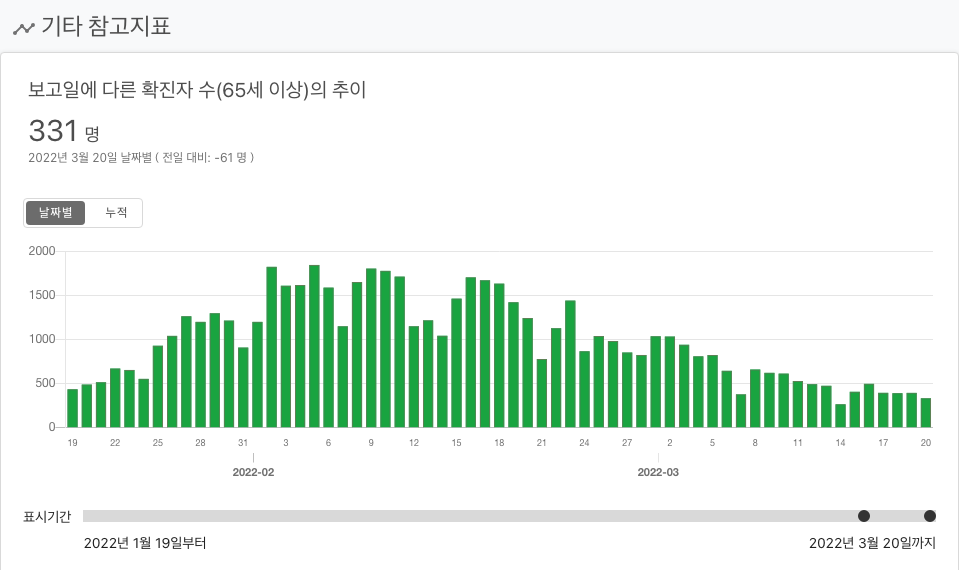 기타 참고지표
보고일에 다른 확진자 수(65세 이상)의 추이
331 명
2022년 3월 20일 날짜별 ( 전일 대비: -61 명 )
날짜별 누적
2000
1500
1000
500
0
19 22 25 28 31 3 6 9 12 15 18 21 24 27 2 5 8 11 14 17 20
2022-02 2022-03
표시기간
2022년 1월 19일부터 2022년 3월 20일까지